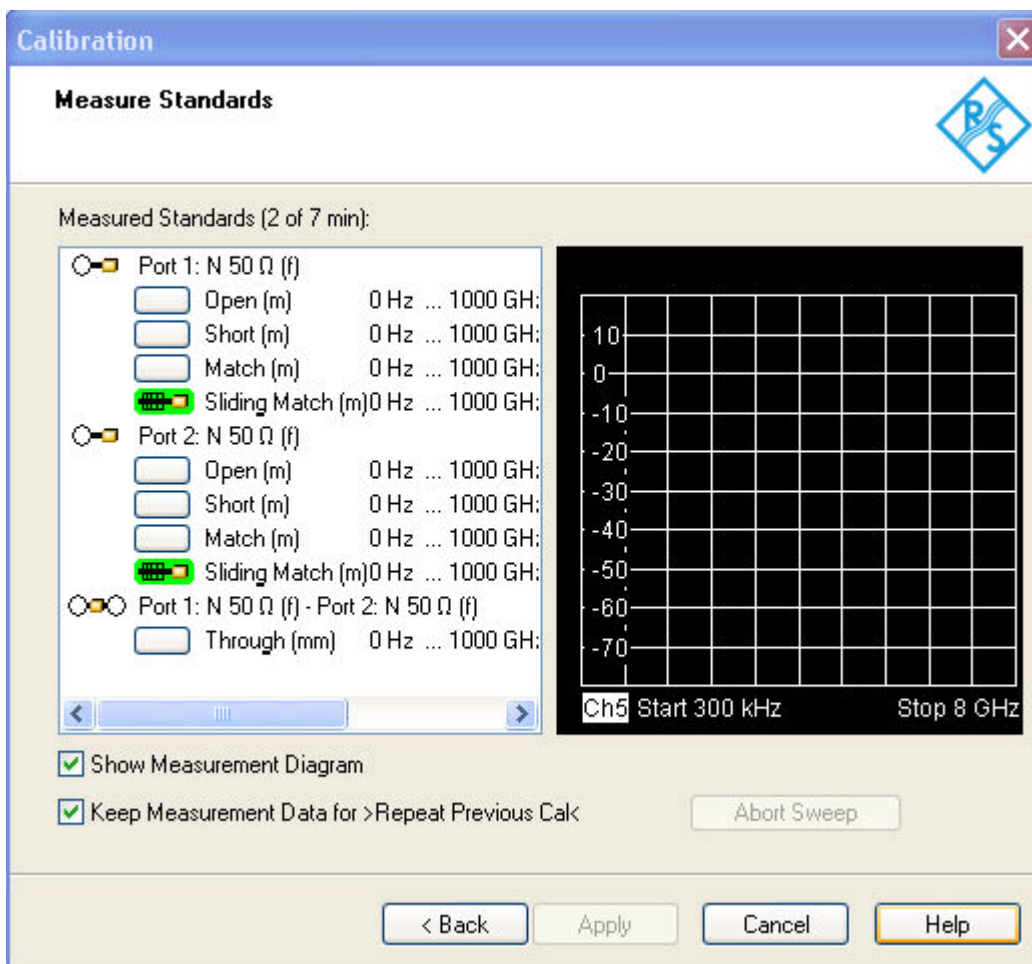 Calibration
Measure Standards
R S
Measured Standards (2 of 7 min):
Port 1: N 50 Ω (f)
Open (m) 0 Hz ... 1000 GH
Short (m) 0 Hz ... 1000 GH
Match (m) 0 Hz ... 1000 GH
Sliding Match (m) 0 Hz ... 1000 GH
Port 2: N 50 Ω (f)
Open (m) 0 Hz ... 1000 GH
Short (m) 0 Hz ... 1000 GH
Match (m) 0 Hz ... 1000 GH
Sliding Match (m) 0 Hz ... 1000 GH
Port 1: N 50 Ω (f) - Port 2: N 50 Ω (f)
Through (mm) 0 Hz ... 1000 GH
10
0
-10
-20
-30
-40
-50
-60
-70
Ch5 Start 300 kHz Stop 8 GHz
Show Measurement Diagram
Keep Measurement Data for >Repeat Previous Cal<
Abort Sweep
< Back
Apply
Cancel
Help